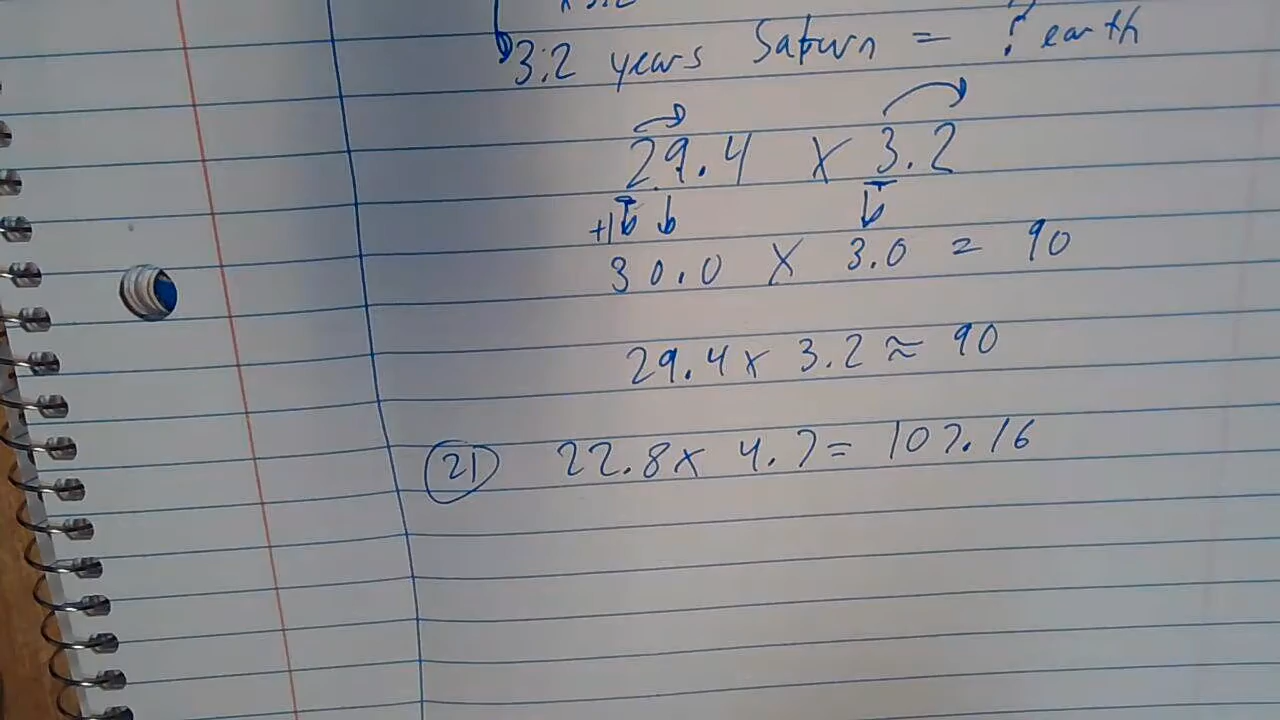 3.2 years Saturn = ? earth
29.4 x 3.2
+1
30.0 x 3.0 = 90
29.4 x 3.2 ≈ 90
21 22.8 x 4.7 = 107.16